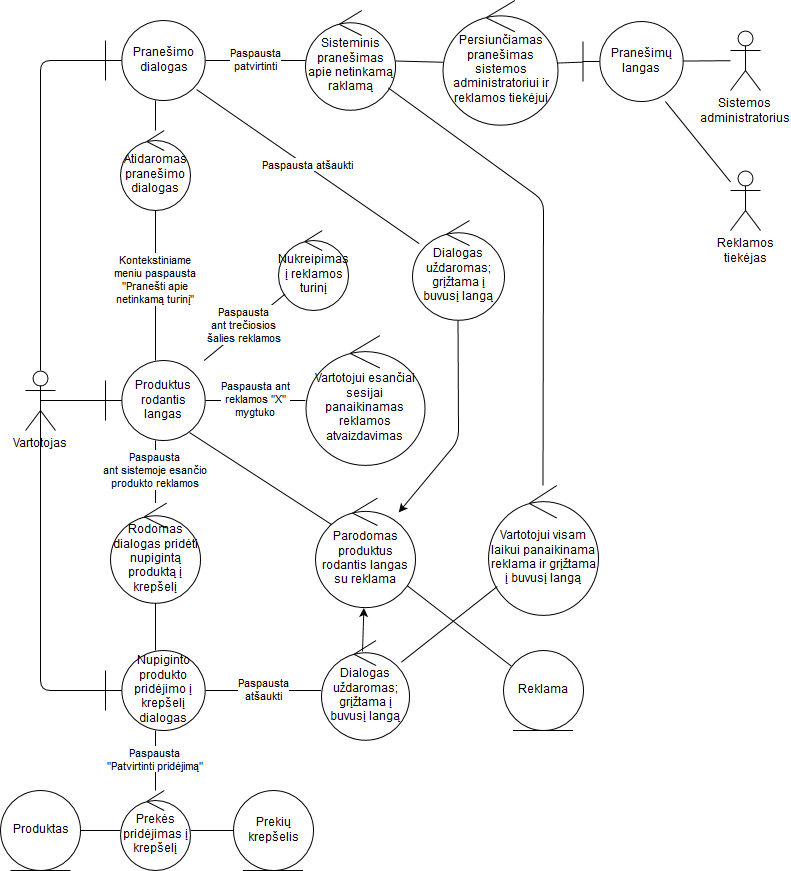 Pranešimo
dialogas
Paspausta
patvirtinti
Sisteminis
pranešimas
apie netinkamą
raklamą
Persiunčiamas
pranešimas
sistemos
administratoriui ir
reklamos tiekėjui
Pranešimų
langas
Sistemos
administratorius
Atidaromas
pranešimo
dialogas
Paspausta atšaukti
Reklamos
tiekėjas
Kontekstiniame
meniu paspausta
"Pranešti apie
netinkamą turinį"
Nukreipimas
į reklamos
turinį
Dialogas
uždaromas;
grįžtama į
buvusį langą
Paspausta
ant trečiosios
šalies reklamos
Vartotojas
Produktus
rodantis
langas
Paspausta ant
reklamos "X"
mygtuko
Vartotojui esančiai
sesijai
panaikinamas
reklamos
atvaizdavimas
Paspausta
ant sistemoje esančio
produkto reklamos
Rodomas
dialogas pridėti
nupigintą
produktą į
krepšelį
Parodomas
produktus
rodantis langas
su reklama
Vartotojui visam
laikui panaikinama
reklama ir grįžtama
į buvusį langą
Nupiginto
produkto
pridėjimo į
krepšelį
dialogas
Paspausta
atšaukti
Dialogas
uždaromas;
grįžtama į
buvusį langą
Reklama
Paspausta
"Patvirtinti pridėjimą"
Produktas
Prekės
pridėjimas į
krepšelį
Prekių
krepšelis